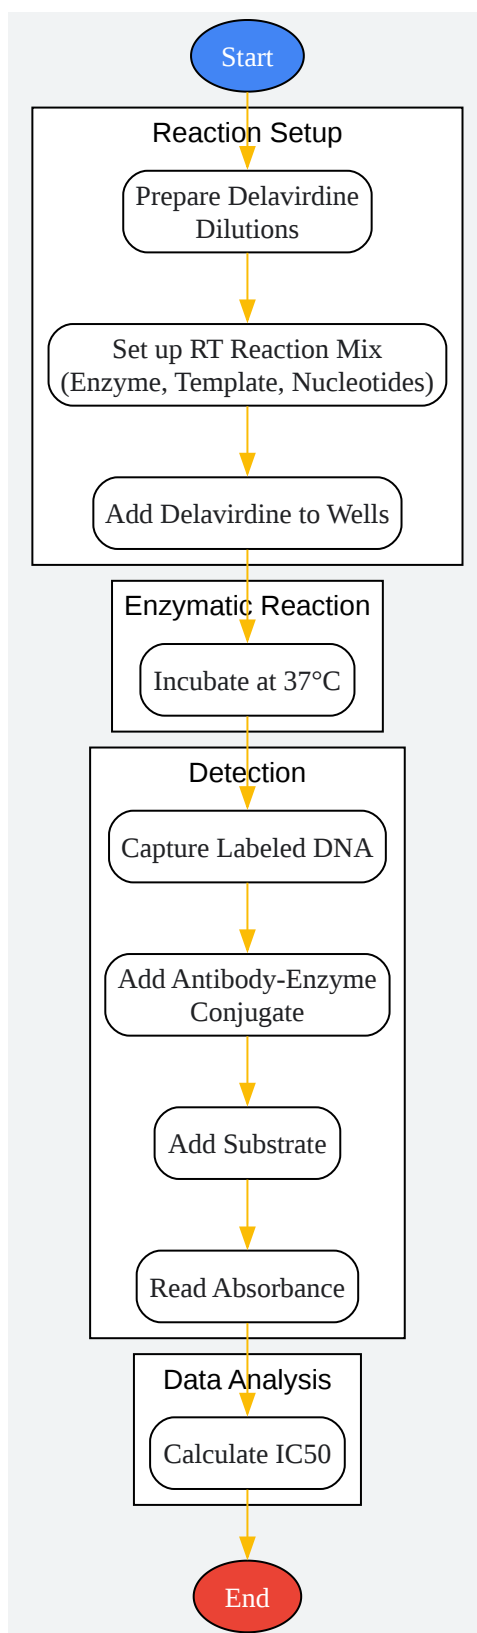 Start
Reaction Setup
Prepare Delavirdine
Dilutions
Set up RT Reaction Mix
(Enzyme, Template, Nucleotides)
Add Delavirdine to Wells
Enzymatic Reaction
Incubate at 37°C
Detection
Capture Labeled DNA
Add Antibody-Enzyme
Conjugate
Add Substrate
Read Absorbance
Data Analysis
Calculate IC50
End